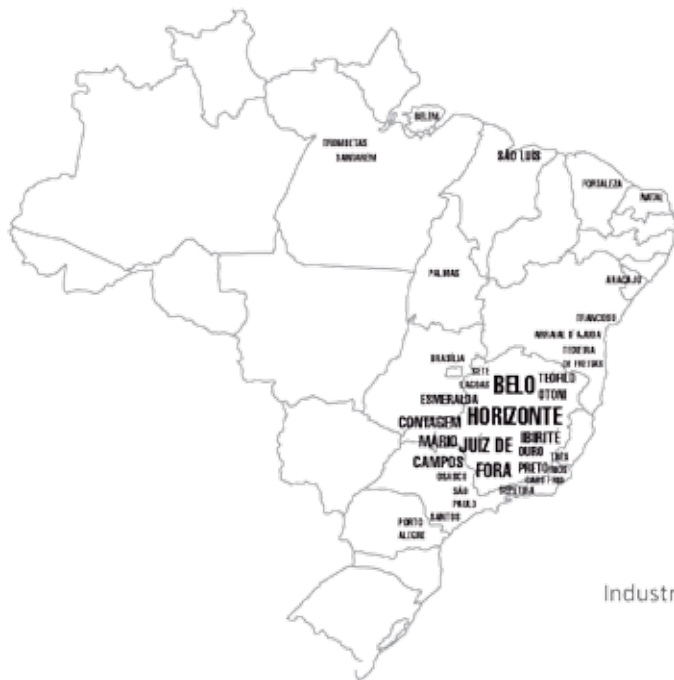 BELÉM
TROMBETAS
SANTARÉM
SÃO LUÍS
FORTALEZA
NATAL
PALMAS
ARACAJU
TRANCOSO
ARRAIAL D'AJUDA
TEIXEIRA
DE FREITAS
BRASÍLIA
SETE
LAGOAS
BELO
HORIZONTE
TEÓFILO
OTONI
ESMERALDA
CONTAGEM
MÁRIO
CAMPOS
JUIZ DE
FORA
IBIRITE
OURO
PRETO
TRÊS
RIOS
OSASCO
SÃO
PAULO
SANTOS
PORTO
ALEGRE
Industr